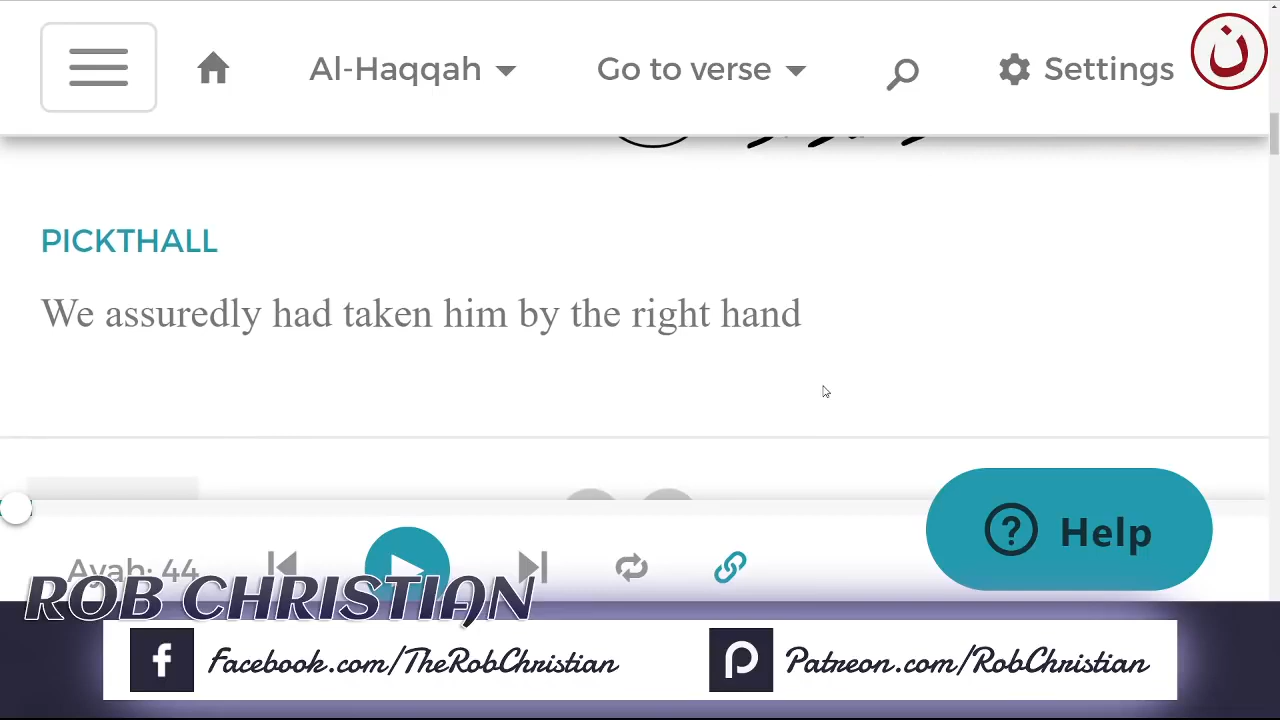 Al-Haqqah Go to verse Settings ن
PICKTHALL
We assuredly had taken him by the right hand
Ayah: 44
Help
ROB CHRISTIAN
Facebook.com/TheRobChristian Patreon.com/RobChristian